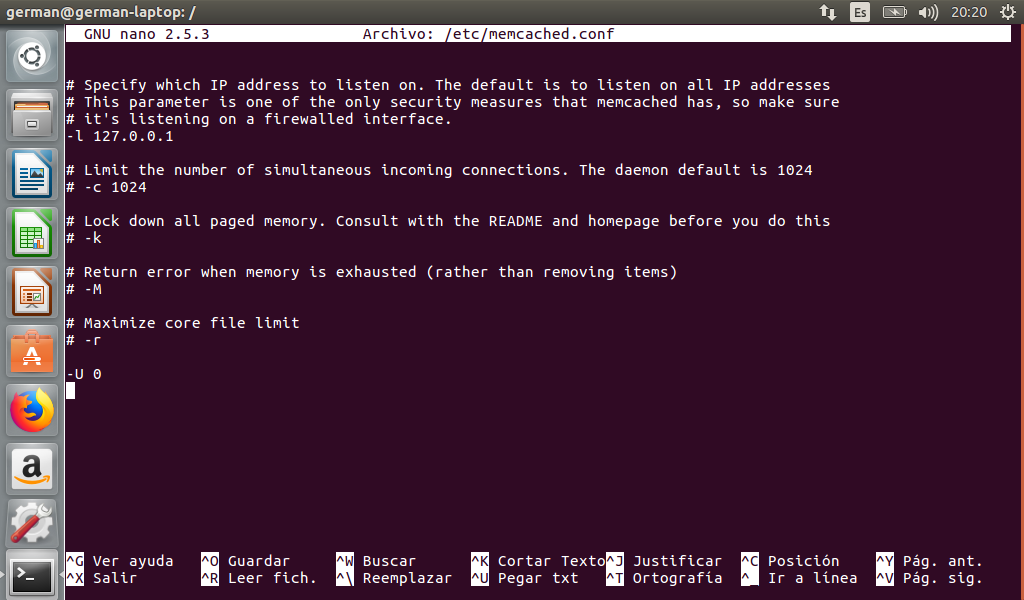 german@german-laptop: /
Es
20:20
GNU nano 2.5.3 Archivo: /etc/memcached.conf
# Specify which IP address to listen on. The default is to listen on all IP addresses
# This parameter is one of the only security measures that memcached has, so make sure
# it's listening on a firewalled interface.
-l 127.0.0.1
# Limit the number of simultaneous incoming connections. The daemon default is 1024
# -c 1024
# Lock down all paged memory. Consult with the README and homepage before you do this
# -k
# Return error when memory is exhausted (rather than removing items)
# -M
# Maximize core file limit
# -r
-U 0
^G Ver ayuda ^O Guardar ^W Buscar ^K Cortar Texto ^J Justificar ^C Posición ^Y Pág. ant.
^X Salir ^R Leer fich. ^\ Reemplazar ^U Pegar txt ^T Ortografía ^_ Ir a línea ^V Pág. sig.